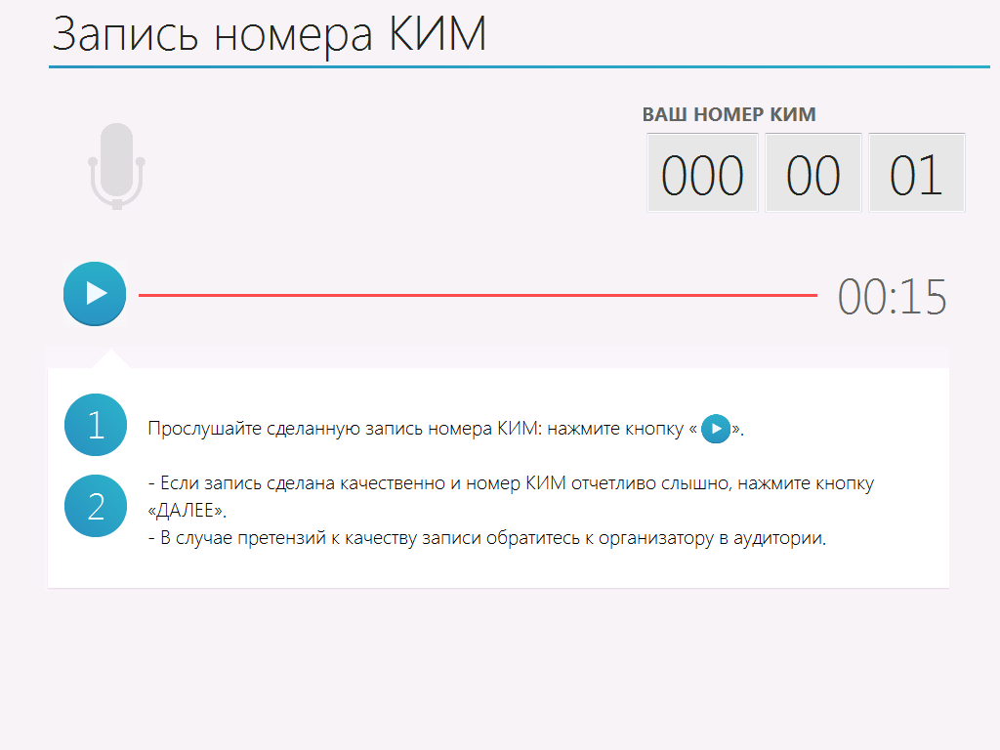 Запись номера КИМ
ВАШ НОМЕР КИМ
000 00 01
00:15
1 Прослушайте сделанную запись номера КИМ: нажмите кнопку « ».
2 - Если запись сделана качественно и номер КИМ отчетливо слышно, нажмите кнопку
«ДАЛЕЕ».
- В случае претензий к качеству записи обратитесь к организатору в аудитории.